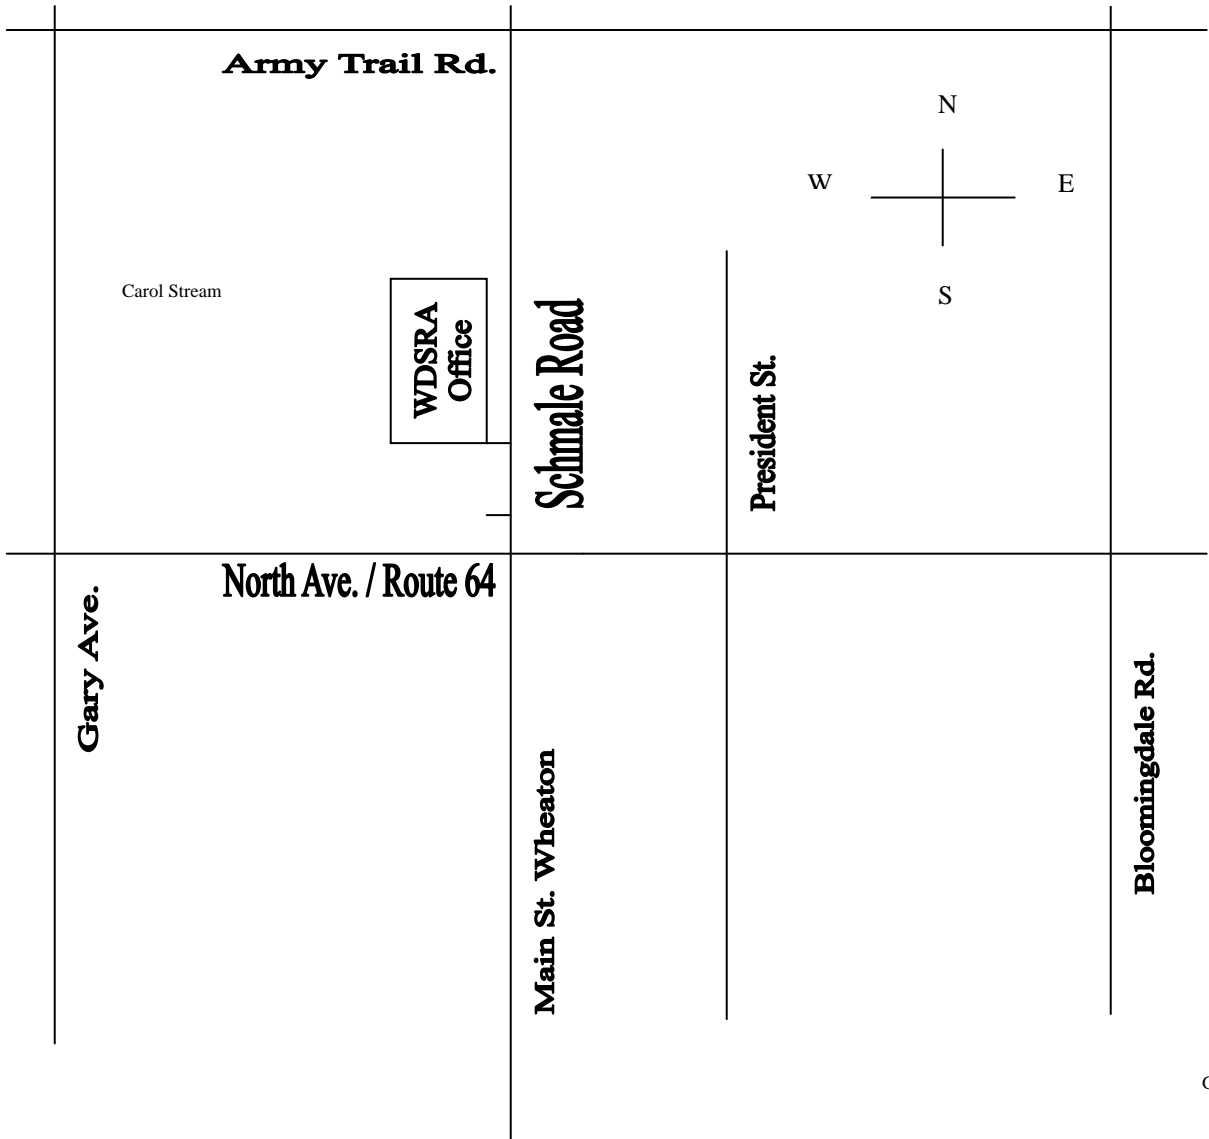 Army Trail Rd.
N
W
E
S
Carol Stream
WDSRA
Office
Schmale Road
President St.
North Ave. / Route 64
Gary Ave.
Bloomingdale Rd.
Main St. Wheaton